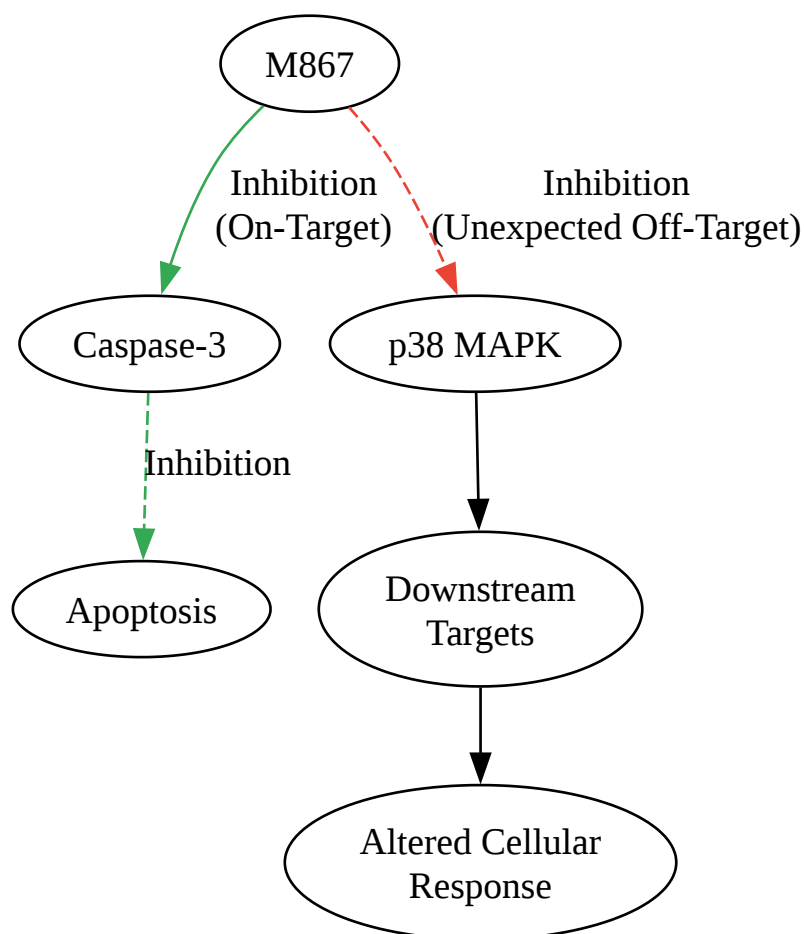 M867
Inhibition
(On-Target)
Inhibition
(Unexpected Off-Target)
Caspase-3
p38 MAPK
Inhibition
Downstream
Targets
Apoptosis
Altered Cellular
Response